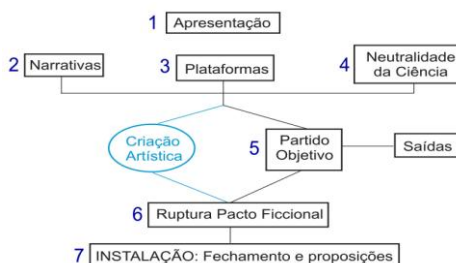 1 Apresentação
2 Narrativas
3 Plataformas
4 Neutralidade
da Ciência
Criação
Artística
5 Partido
Objetivo
Saídas
6 Ruptura Pacto Ficcional
7 INSTALAÇÃO: Fechamento e proposições